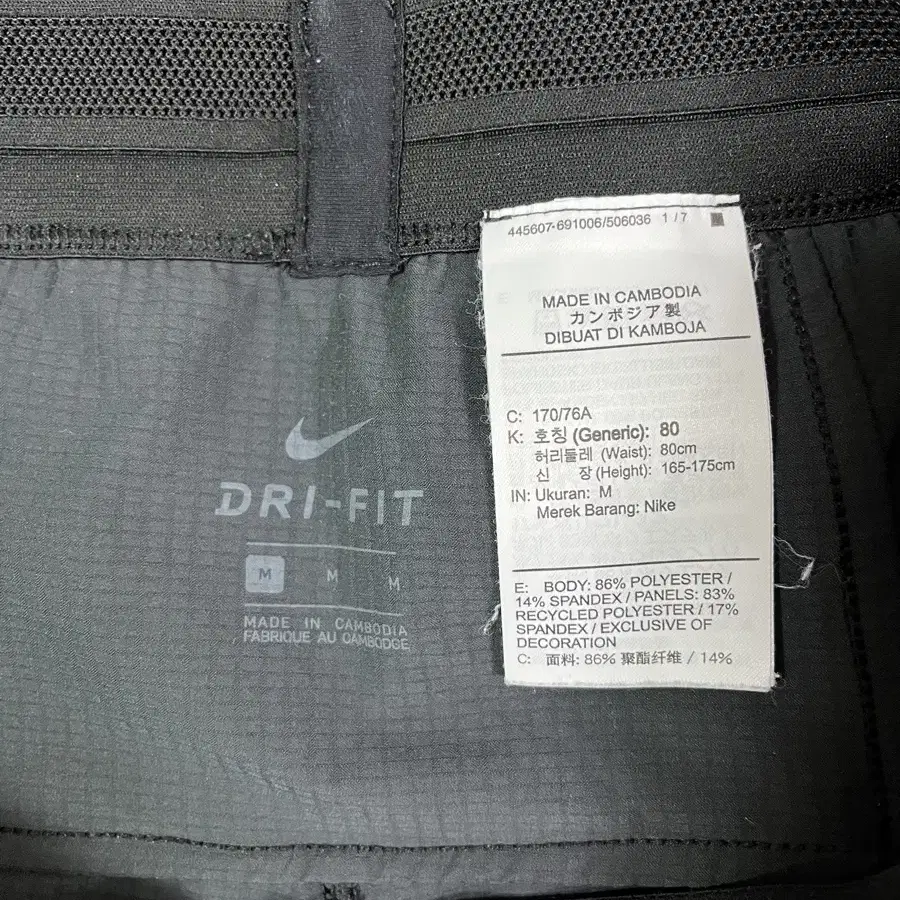 445607-691006/506036 1/7
MADE IN CAMBODIA
カンボジア製
DIBUAT DI KAMBOJA
C: 170/76A
K: 호칭 (Generic): 80
허리둘레 (Waist): 80cm
신 장 (Height): 165-175cm
IN: Ukuran: M
Merek Barang: Nike
E: BODY: 86% POLYESTER /
14% SPANDEX / PANELS: 83%
RECYCLED POLYESTER / 17%
SPANDEX / EXCLUSIVE OF
DECORATION
C: 面料: 86% 聚酯纤维 / 14%
DRI-FIT
M M M
MADE IN CAMBODIA
FABRIQUE AU CAMBODGE